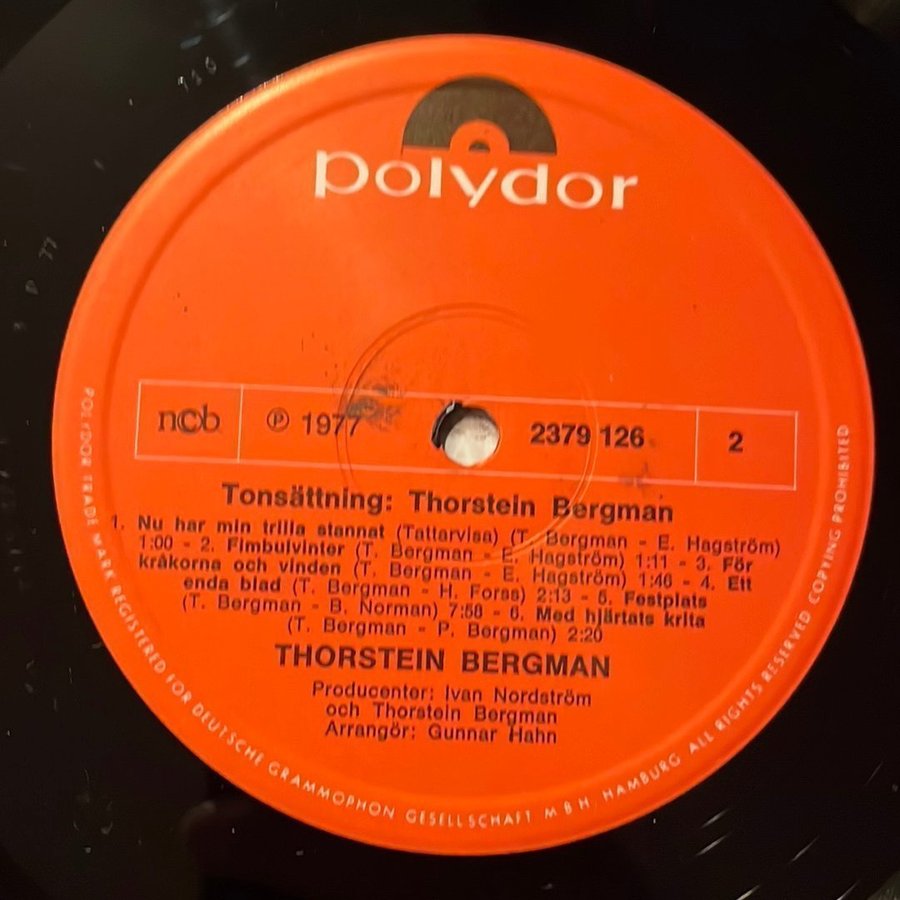 polydor
ncb ℗ 1977 2379 126 2
Tonsättning: Thorstein Bergman
1. Nu har min trilla stannat (Tattarvisa) (T. Bergman - E. Hagström)
1:00 - 2. Fimbulvinter (T. Bergman - E. Hagström) 1:11 - 3. För
kråkorna och vinden (T. Bergman - E. Hagström) 1:46 - 4. Ett
enda blad (T. Bergman - H. Forss) 2:13 - 5. Festplats
(T. Bergman - B. Norman) 7:58 - 6. Med hjärtats krita
(T. Bergman - P. Bergman) 2:20
THORSTEIN BERGMAN
Producenter: Ivan Nordström
och Thorstein Bergman
Arrangör: Gunnar Hahn
POLYDOR TRADE MARK REGISTERED FOR DEUTSCHE GRAMMOPHON GESELLSCHAFT M B H. HAMBURG ALL RIGHTS RESERVED COPYING PROHIBITED